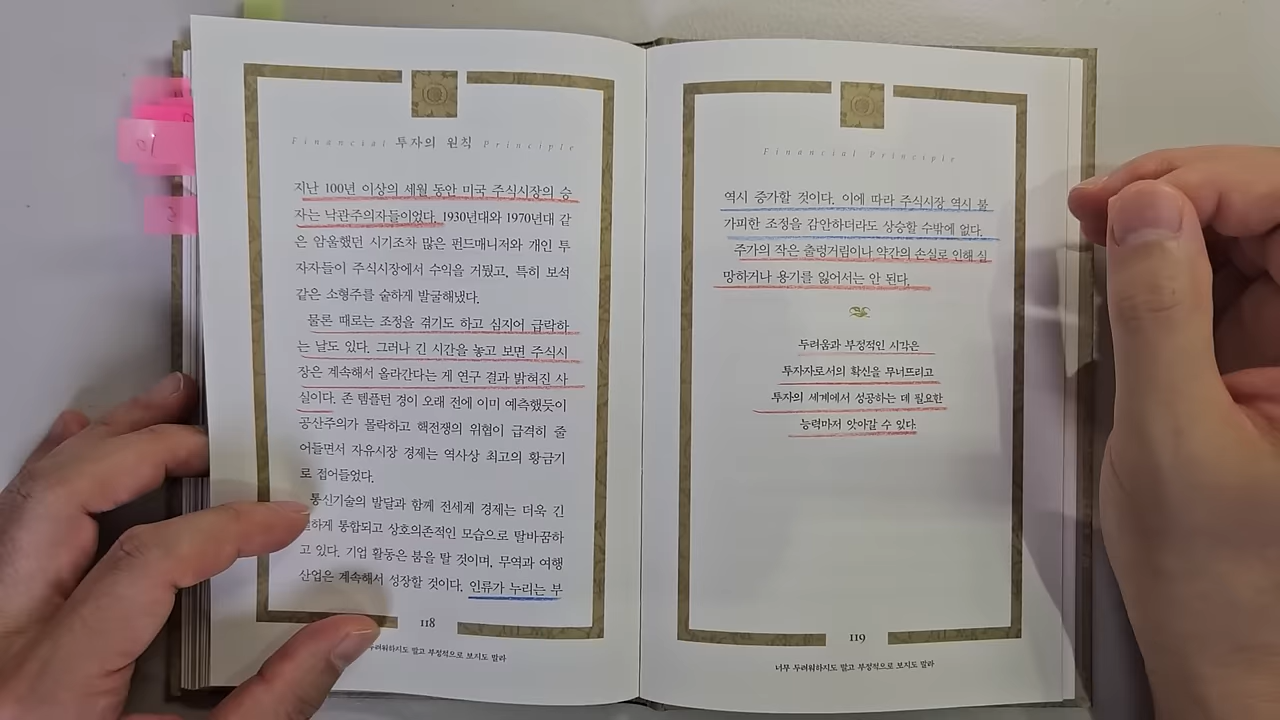 Financial 투자의 원칙 Principle
지난 100년 이상의 세월 동안 미국 주식시장의 승
자는 낙관주의자들이었다. 1930년대와 1970년대 같
은 암울했던 시기조차 많은 펀드매니저와 개인 투
자자들이 주식시장에서 수익을 거뒀고, 특히 보석
같은 소형주를 숱하게 발굴해냈다.
물론 때로는 조정을 겪기도 하고 심지어 급락하
는 날도 있다. 그러나 긴 시간을 놓고 보면 주식시
장은 계속해서 올라간다는 게 연구 결과 밝혀진 사
실이다. 존 템플턴 경이 오래 전에 이미 예측했듯이
공산주의가 몰락하고 핵전쟁의 위협이 급격히 줄
어들면서 자유시장 경제는 역사상 최고의 황금기
로 접어들었다.
통신기술의 발달과 함께 전세계 경제는 더욱 긴
하게 통합되고 상호의존적인 모습으로 탈바꿈하
고 있다. 기업 활동은 붐을 탈 것이며, 무역과 여행
산업은 계속해서 성장할 것이다. 인류가 누리는 부
118
두려워하지도 말고 부정적으로 보지도 말라
Financial Principle
역시 증가할 것이다. 이에 따라 주식시장 역시 불
가피한 조정을 감안하더라도 상승할 수밖에 없다.
주가의 작은 출렁거림이나 약간의 손실로 인해 실
망하거나 용기를 잃어서는 안 된다.
두려움과 부정적인 시각은
투자자로서의 확신을 무너뜨리고
투자의 세계에서 성공하는 데 필요한
능력마저 앗아갈 수 있다.
119
너무 두려워하지도 말고 부정적으로 보지도 말라